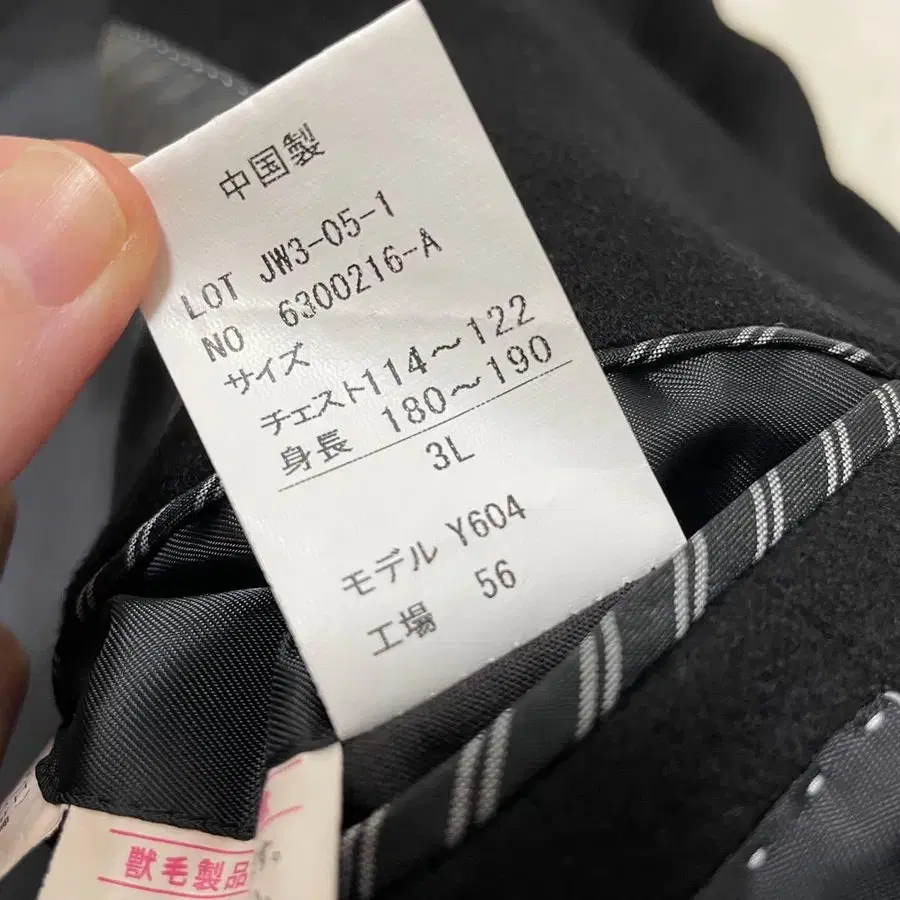 中国製
LOT JW3-05-1
NO 6300216-A
サイズ
チェスト114〜122
身長 180〜190
3L
モデル Y604
工場 56
獣毛製品
す。